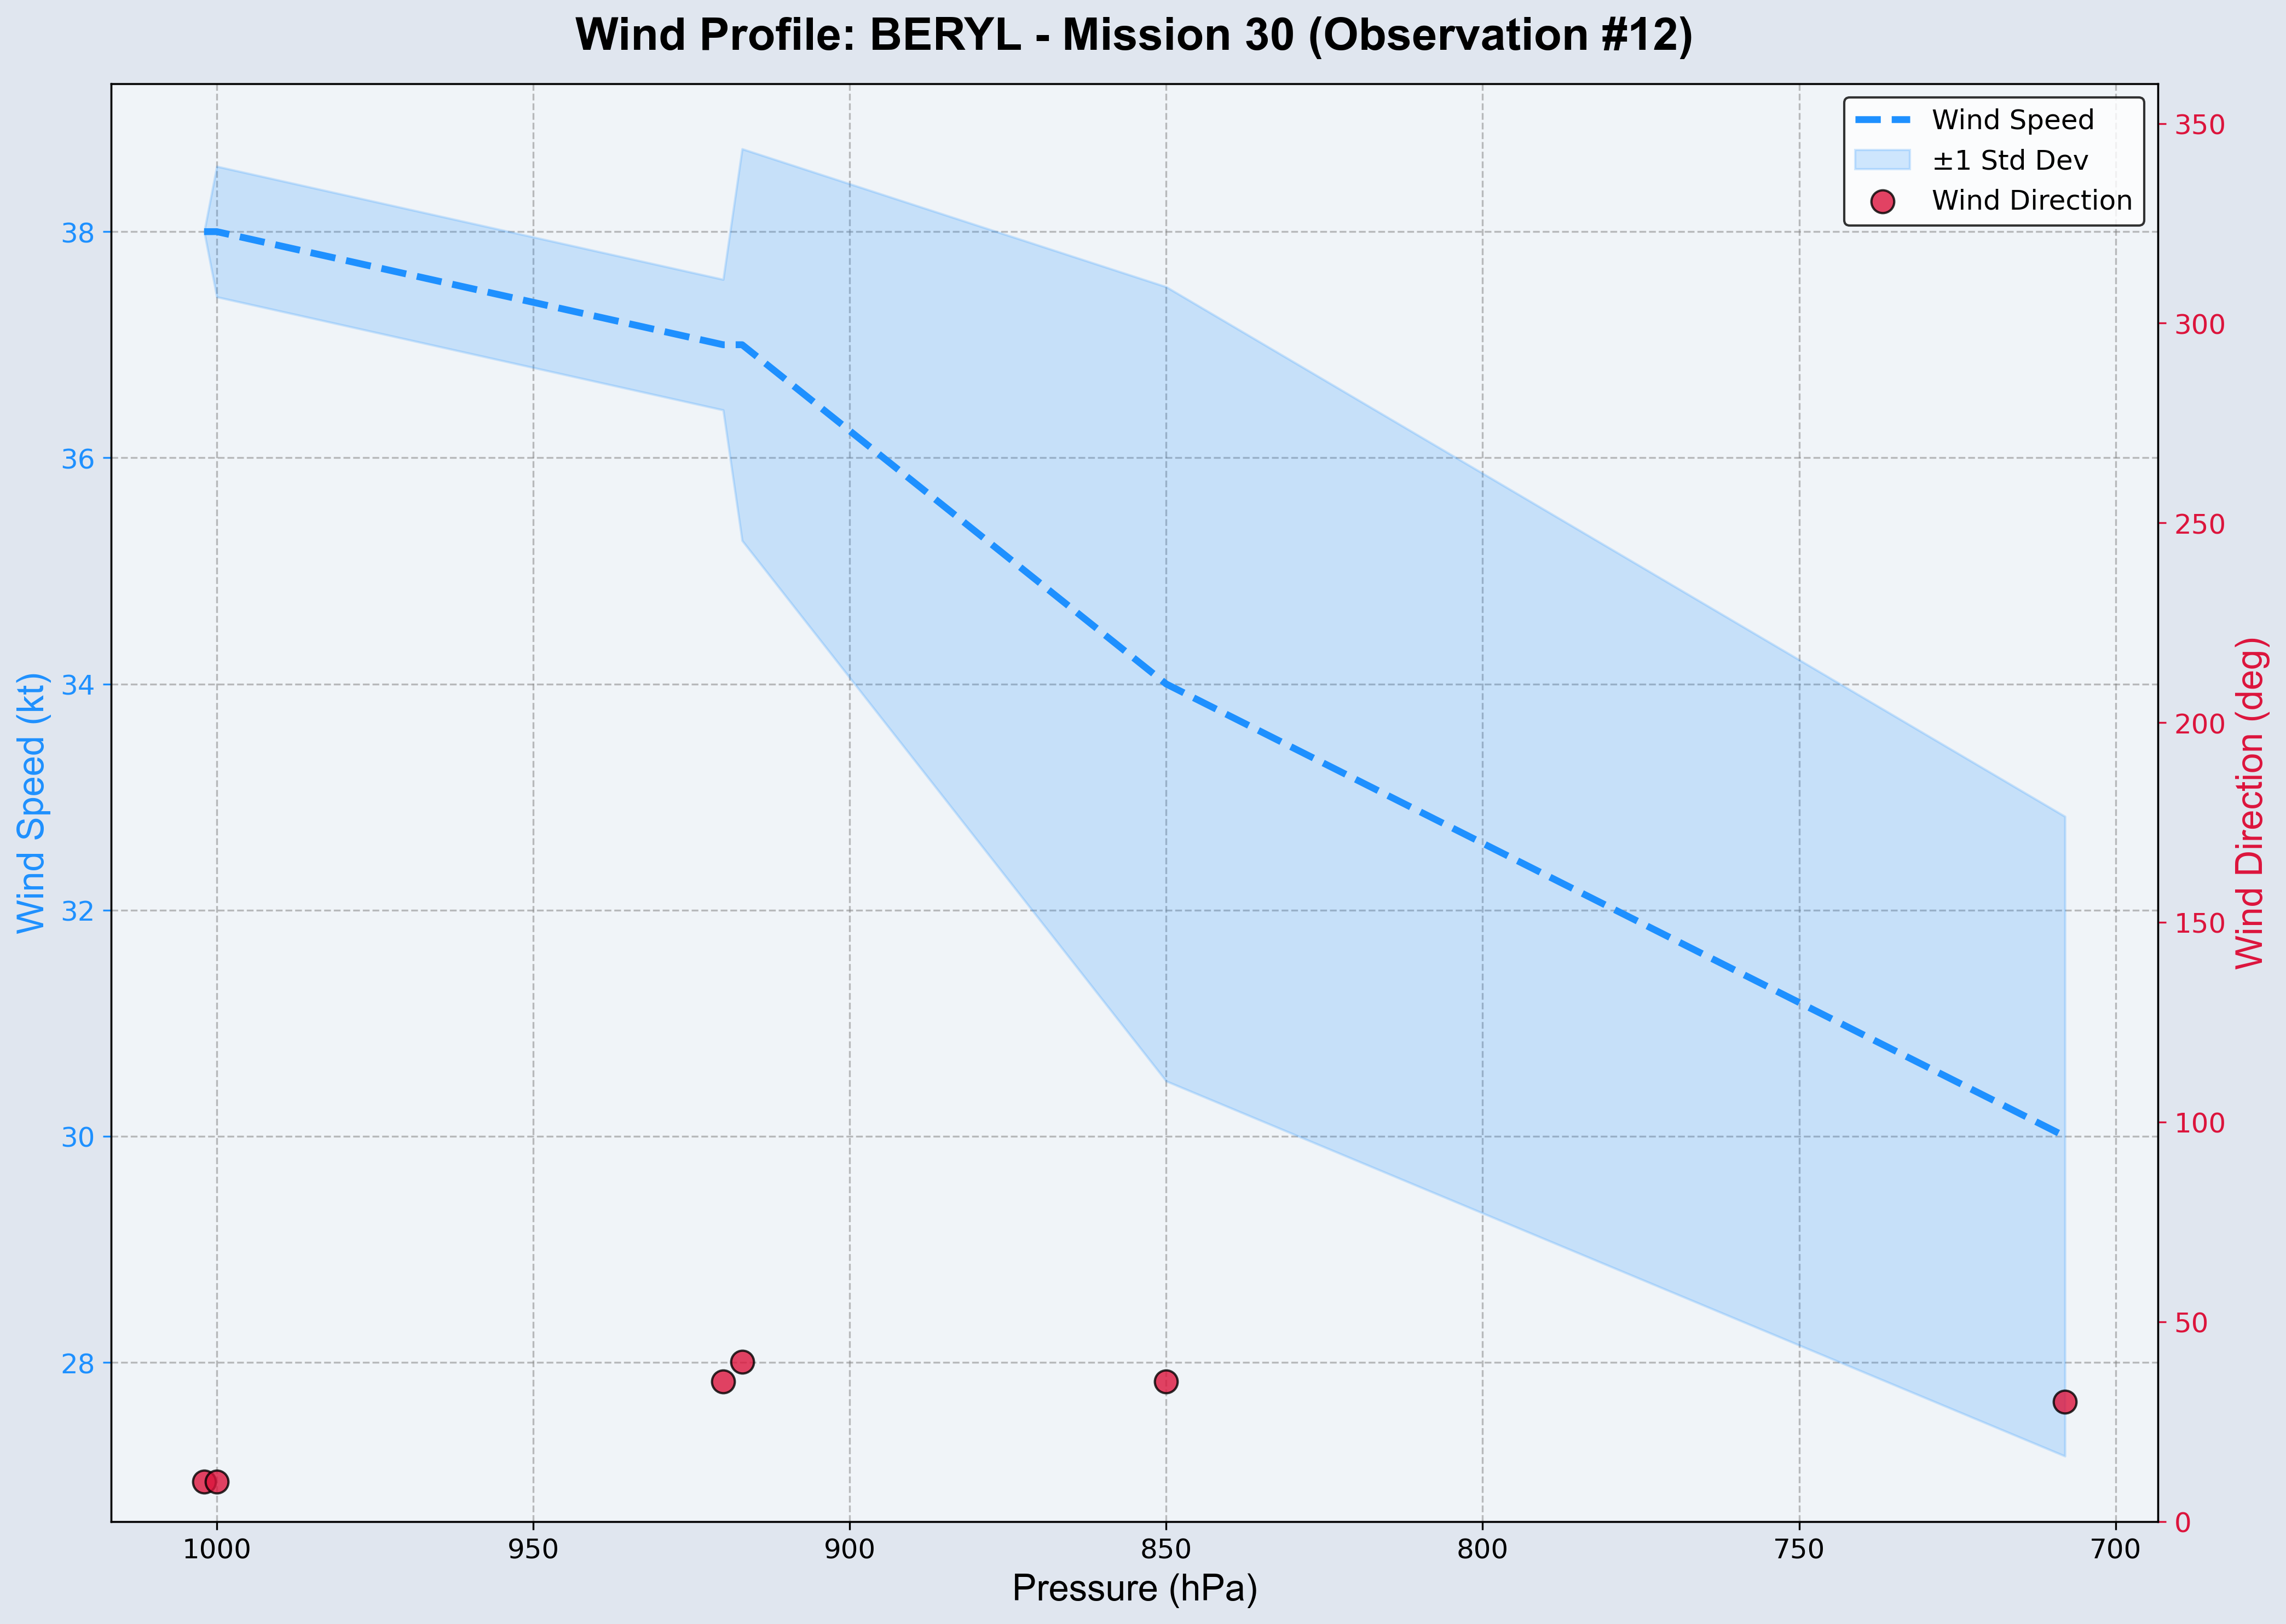 Wind Profile: BERYL - Mission 30 (Observation #12)
Wind Speed
±1 Std Dev
Wind Direction
Wind Speed (kt)
38
36
34
32
30
28
350
300
250
200
150
100
50
0
Wind Direction (deg)
1000 950 900 850 800 750 700
Pressure (hPa)